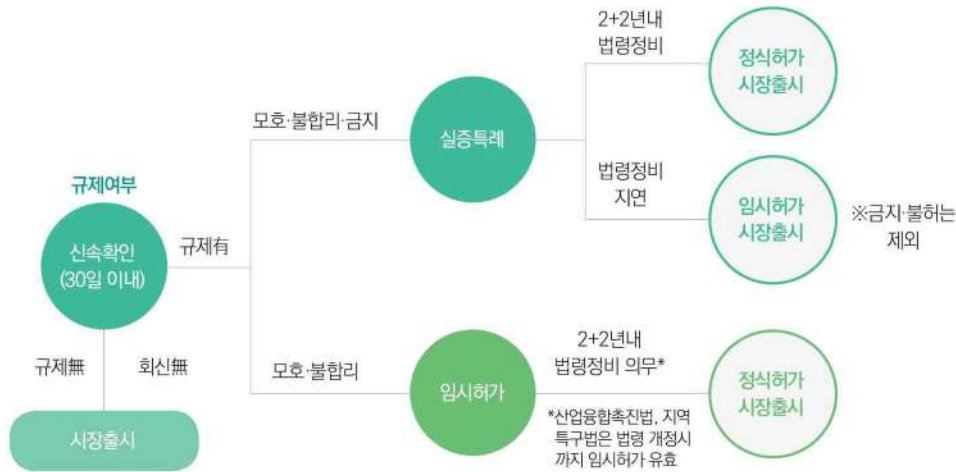 규제여부
신속확인
(30일 이내)
규제無
회신無
시장출시
규제有
모호·불합리·금지
실증특례
2+2년내
법령정비
정식허가
시장출시
법령정비
지연
임시허가
시장출시
※금지·불허는
제외
모호·불합리
임시허가
2+2년내
법령정비 의무*
*산업융합촉진법, 지역
특구법은 법령 개정시
까지 임시허가 유효
정식허가
시장출시